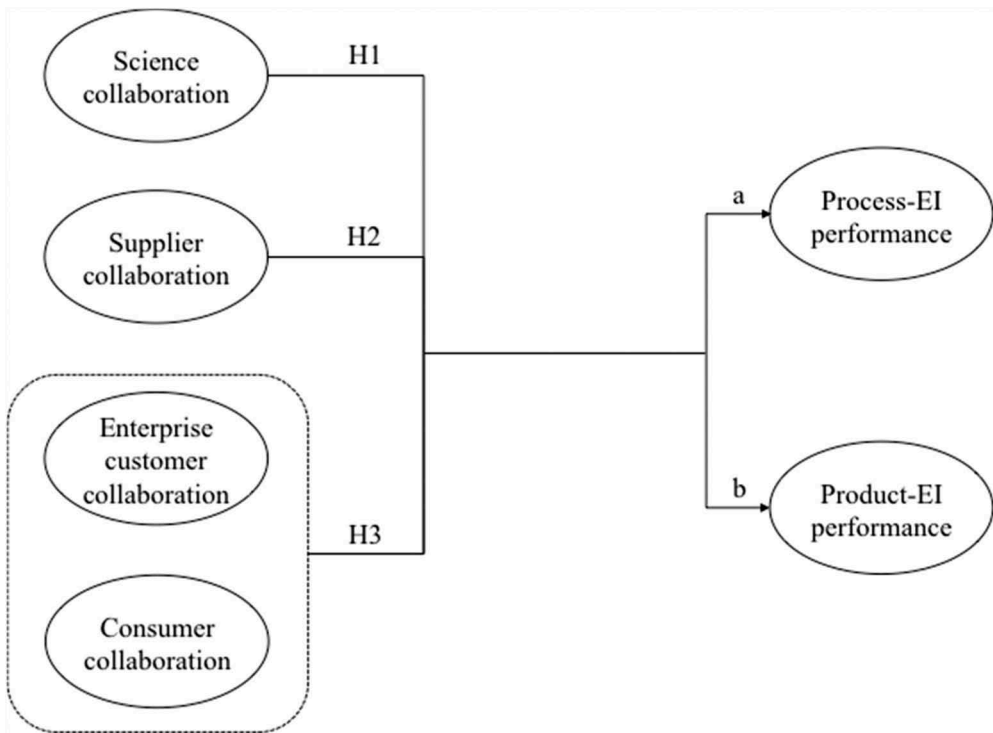 Science
collaboration
H1
Supplier
collaboration
H2
Enterprise
customer
collaboration
H3
Consumer
collaboration
a
Process-EI
performance
b
Product-EI
performance